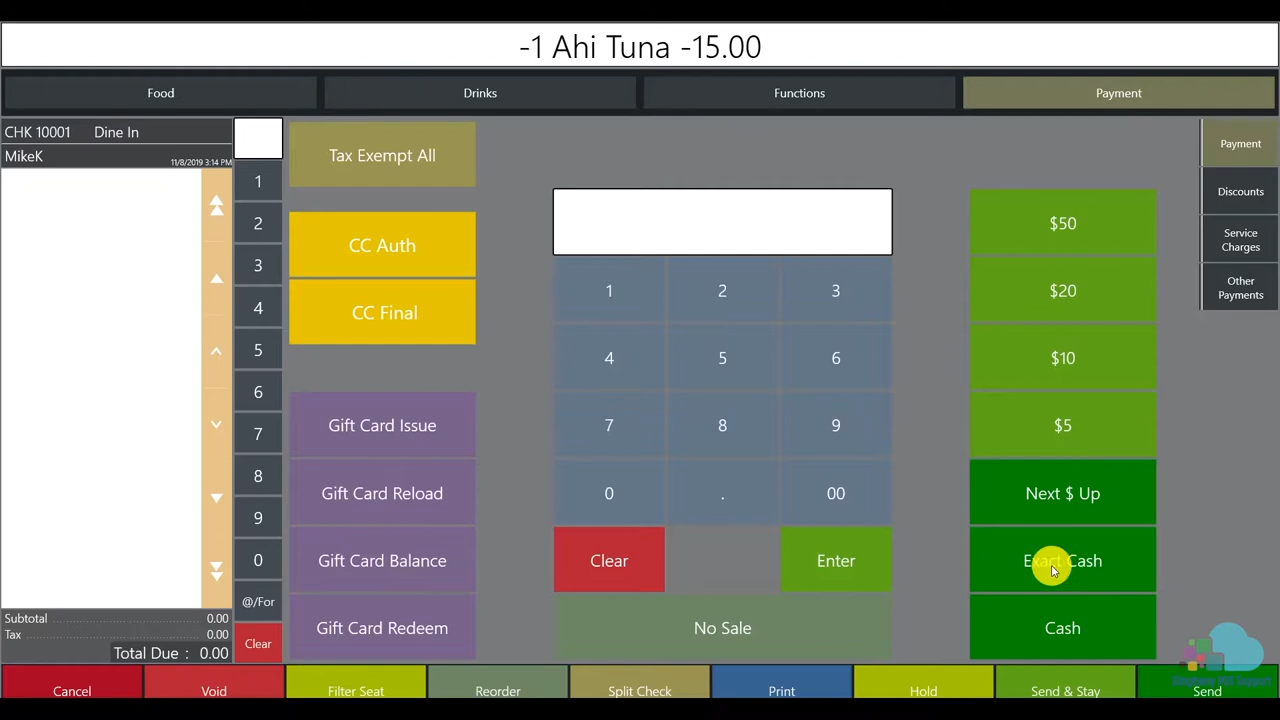 -1 Ahi Tuna -15.00
Food
Drinks
Functions
Payment
CHK 10001 Dine In
MikeK
11/8/2019 3:14 PM
1
2
3
4
5
6
7
8
9
0
@/For
Clear
Subtotal 0.00
Tax 0.00
Total Due : 0.00
Tax Exempt All
CC Auth
CC Final
Gift Card Issue
Gift Card Reload
Gift Card Balance
Gift Card Redeem
1 2 3
4 5 6
7 8 9
0 . 00
Clear
Enter
No Sale
$50
$20
$10
$5
Next $ Up
Exact Cash
Cash
Payment
Discounts
Service
Charges
Other
Payments
Cancel
Void
Filter Seat
Reorder
Split Check
Print
Hold
Send & Stay
Send